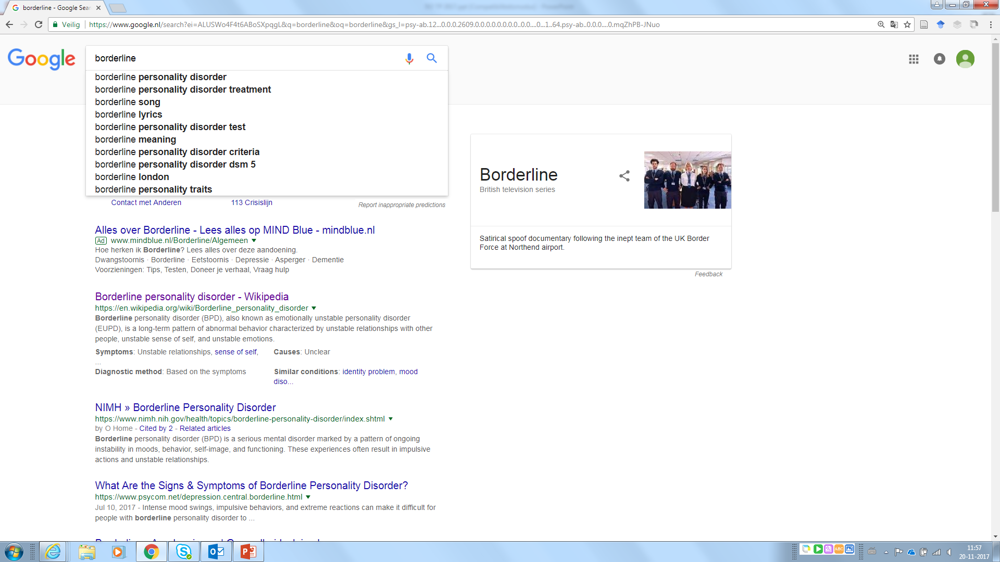 borderline - Google Sear
Veilig
https://www.google.nl/search?ei=ALUSWo4F4t6ABoSXpqgL&q=borderline&oq=borderline&gs_l=psy-ab.12...0.0.0.2609.0.0.0.0.0.0.0.0..0.0....0...1..64.psy-ab..0.0.0....0.mqZhPB-JNuo
Google
borderline
borderline personality disorder
borderline personality disorder treatment
borderline song
borderline lyrics
borderline personality disorder test
borderline meaning
borderline personality disorder criteria
borderline personality disorder dsm 5
borderline london
borderline personality traits
Contact met Anderen
113 Crisislijn
Report inappropriate predictions
Alles over Borderline - Lees alles op MIND Blue - mindblue.nl
Ad www.mindblue.nl/Borderline/Algemeen
Hoe herken ik Borderline? Lees alles over deze aandoening.
Dwangstoornis · Borderline · Eetstoornis · Depressie · Asperger · Dementie
Voorzieningen: Tips, Testen, Doneer je verhaal, Vraag hulp
Borderline personality disorder - Wikipedia
https://en.wikipedia.org/wiki/Borderline_personality_disorder
Borderline personality disorder (BPD), also known as emotionally unstable personality disorder
(EUPD), is a long-term pattern of abnormal behavior characterized by unstable relationships with other
people, unstable sense of self, and unstable emotions.
Symptoms: Unstable relationships, sense of self,
...
Causes: Unclear
Diagnostic method: Based on the symptoms
Similar conditions: identity problem, mood
diso...
NIMH » Borderline Personality Disorder
https://www.nimh.nih.gov/health/topics/borderline-personality-disorder/index.shtml
by O Home - Cited by 2 - Related articles
Borderline personality disorder (BPD) is a serious mental disorder marked by a pattern of ongoing
instability in moods, behavior, self-image, and functioning. These experiences often result in impulsive
actions and unstable relationships.
What Are the Signs & Symptoms of Borderline Personality Disorder?
https://www.psycom.net/depression.central.borderline.html
Jul 10, 2017 - Intense mood swings, impulsive behaviors, and extreme reactions can make it difficult for
people with borderline personality disorder to ...
Borderline
British television series
Satirical spoof documentary following the inept team of the UK Border
Force at Northend airport.
Feedback
ABC
11:57
20-11-2017